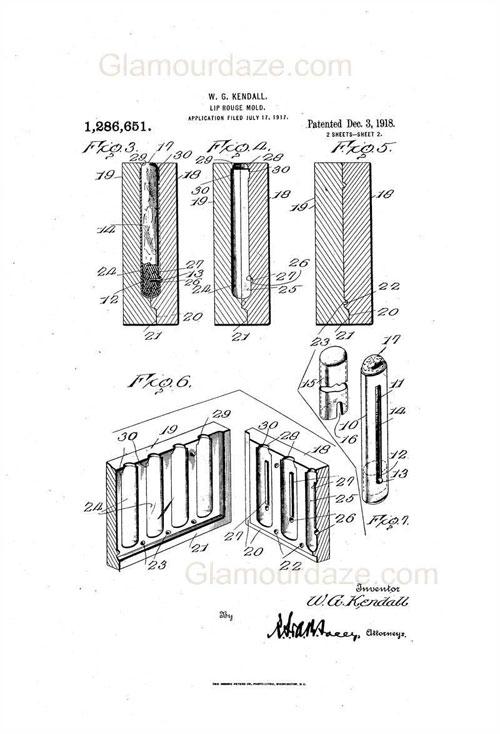 Glamourdaze.com
W. G. KENDALL.
LIP ROUGE MOLD.
APPLICATION FILED JULY 17, 1917.
1,286,651.
Patented Dec. 3, 1918.
2 SHEETS—SHEET 2.
Fig. 3.
Fig. 4.
Fig. 5.
29 17 30
29 28
30
19 18
30 18
19 18
14
19
24 27
13
12 26
26
27
24 25
22
20
20
20
21
21
23 21
Fig. 6.
17
15
11
10
14
16
12
13
Fig. 7.
30 19 29
30 28 18
24
27
25
26
27
20
23 21
22
Glamourdaze.com
Inventor
W. G. Kendall
By
Attorneys.